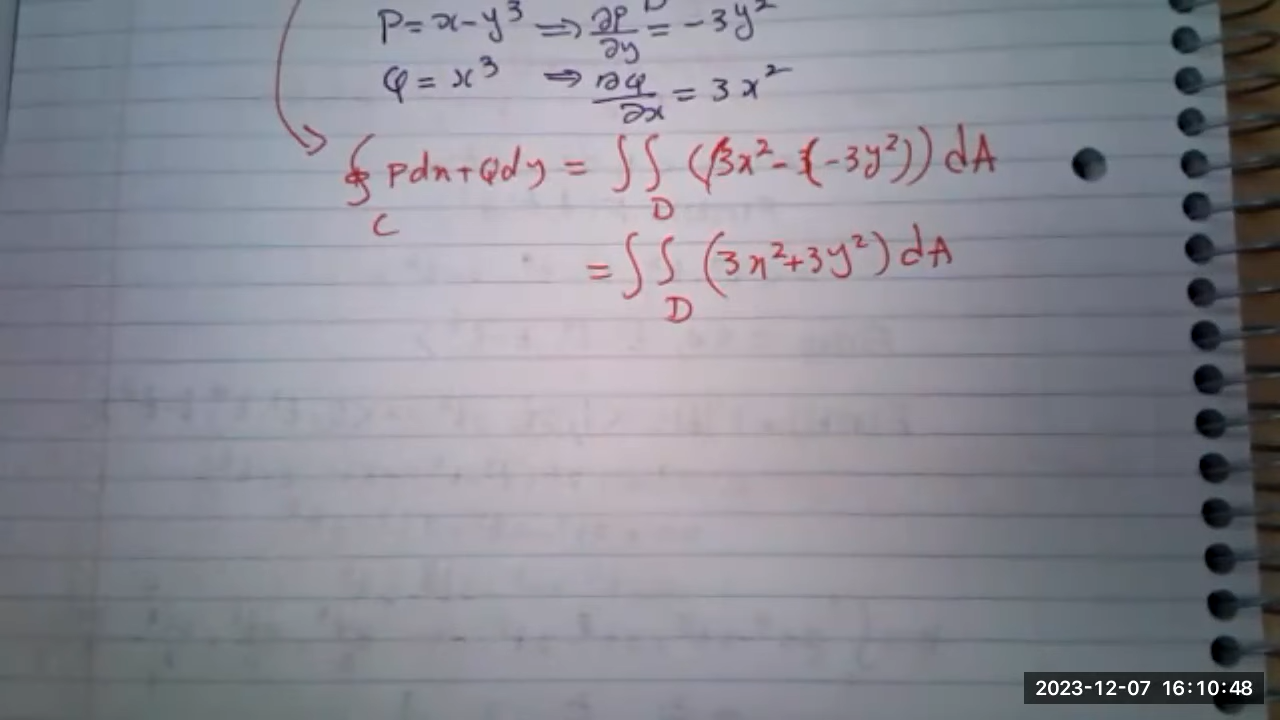 P = x - y³ ⟹ ∂P/∂y = -3y²
Q = x³ ⟹ ∂Q/∂x = 3x²
∮_C Pdx + Qdy = ∫∫_D (3x² - (-3y²)) dA
= ∫∫_D (3x² + 3y²) dA
2023-12-07 16:10:48